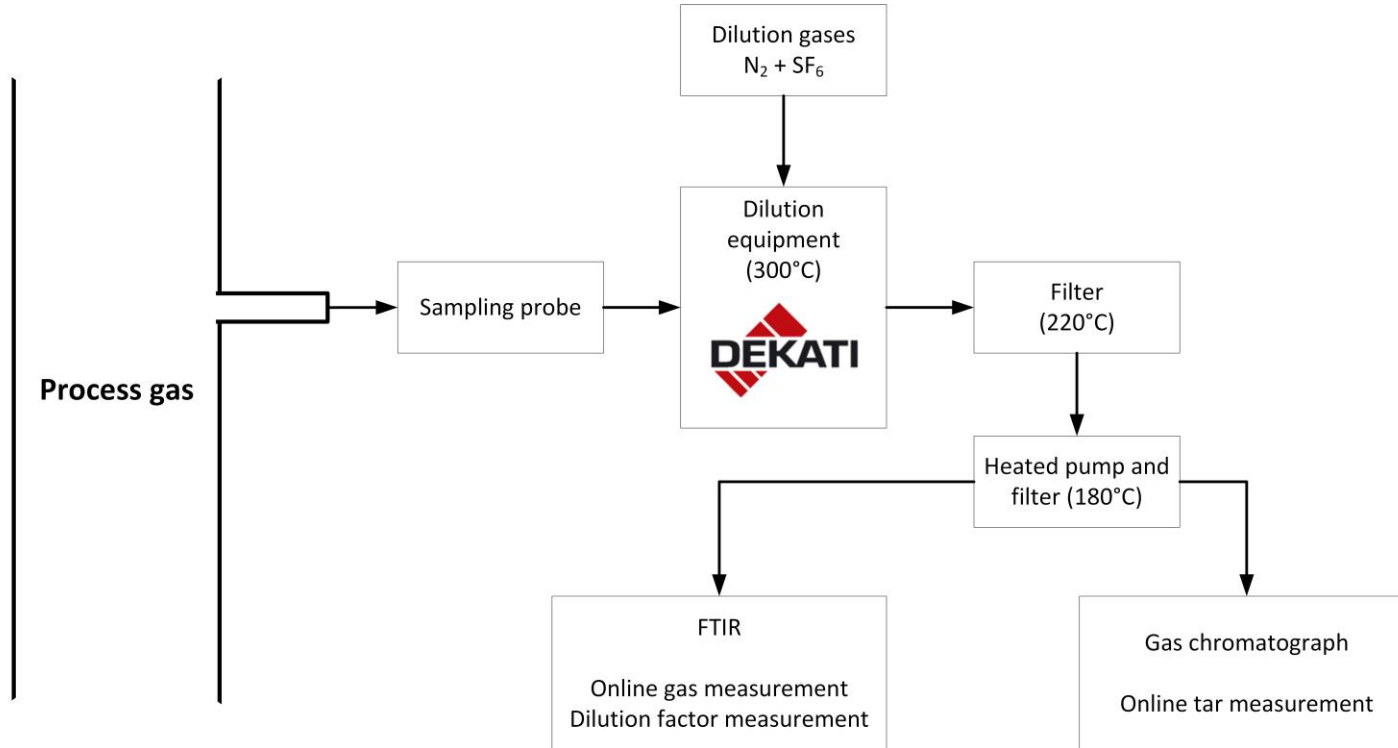 Dilution gases
N₂ + SF₆
Dilution
equipment
(300°C)
DEKATI
Sampling probe
Filter
(220°C)
Process gas
Heated pump and
filter (180°C)
FTIR
Online gas measurement
Dilution factor measurement
Gas chromatograph
Online tar measurement